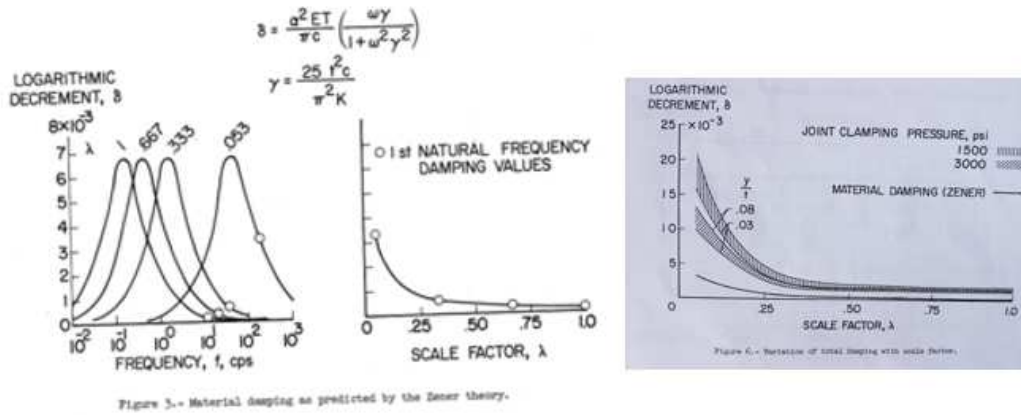 δ = a²ET/πc (ωγ/1+ω²γ²)
γ = 25 t²c/π²K
LOGARITHMIC
DECREMENT, δ
8×10⁻³
7
6
5
4
3
2
1
0
λ
1
.667
.333
.053
10⁻²
10⁻¹
10⁰
10¹
10²
10³
FREQUENCY, f, cps
○ 1st NATURAL FREQUENCY
DAMPING VALUES
0 .25 .50 .75 1.0
SCALE FACTOR, λ
Figure 3.- Material damping as predicted by the Zener theory.
LOGARITHMIC
DECREMENT, δ
25 ×10⁻³
20
15
10
5
0
JOINT CLAMPING PRESSURE, psi
1500
3000
MATERIAL DAMPING (ZENER)
y/t
.08
.03
.25 .50 .75 1.0
SCALE FACTOR, λ
Figure 6.- Variation of total damping with scale factor.